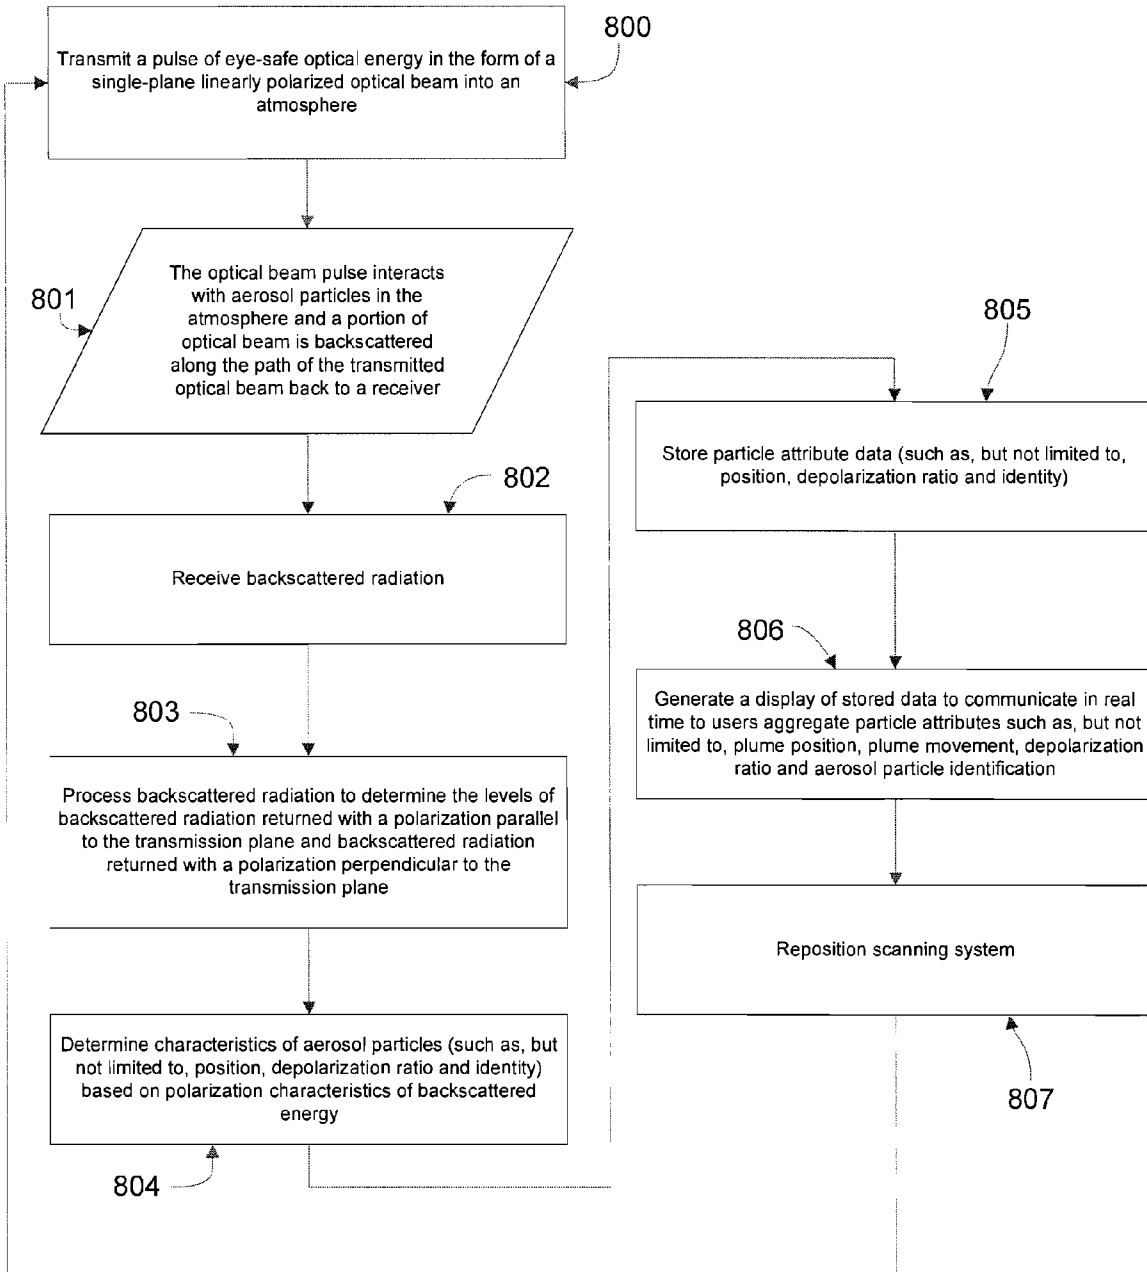 800
Transmit a pulse of eye-safe optical energy in the form of a
single-plane linearly polarized optical beam into an
atmosphere
801
The optical beam pulse interacts
with aerosol particles in the
atmosphere and a portion of
optical beam is backscattered
along the path of the transmitted
optical beam back to a receiver
802
Receive backscattered radiation
803
Process backscattered radiation to determine the levels of
backscattered radiation returned with a polarization parallel
to the transmission plane and backscattered radiation
returned with a polarization perpendicular to the
transmission plane
Determine characteristics of aerosol particles (such as, but
not limited to, position, depolarization ratio and identity)
based on polarization characteristics of backscattered
energy
804
805
Store particle attribute data (such as, but not limited to,
position, depolarization ratio and identity)
806
Generate a display of stored data to communicate in real
time to users aggregate particle attributes such as, but not
limited to, plume position, plume movement, depolarization
ratio and aerosol particle identification
Reposition scanning system
807